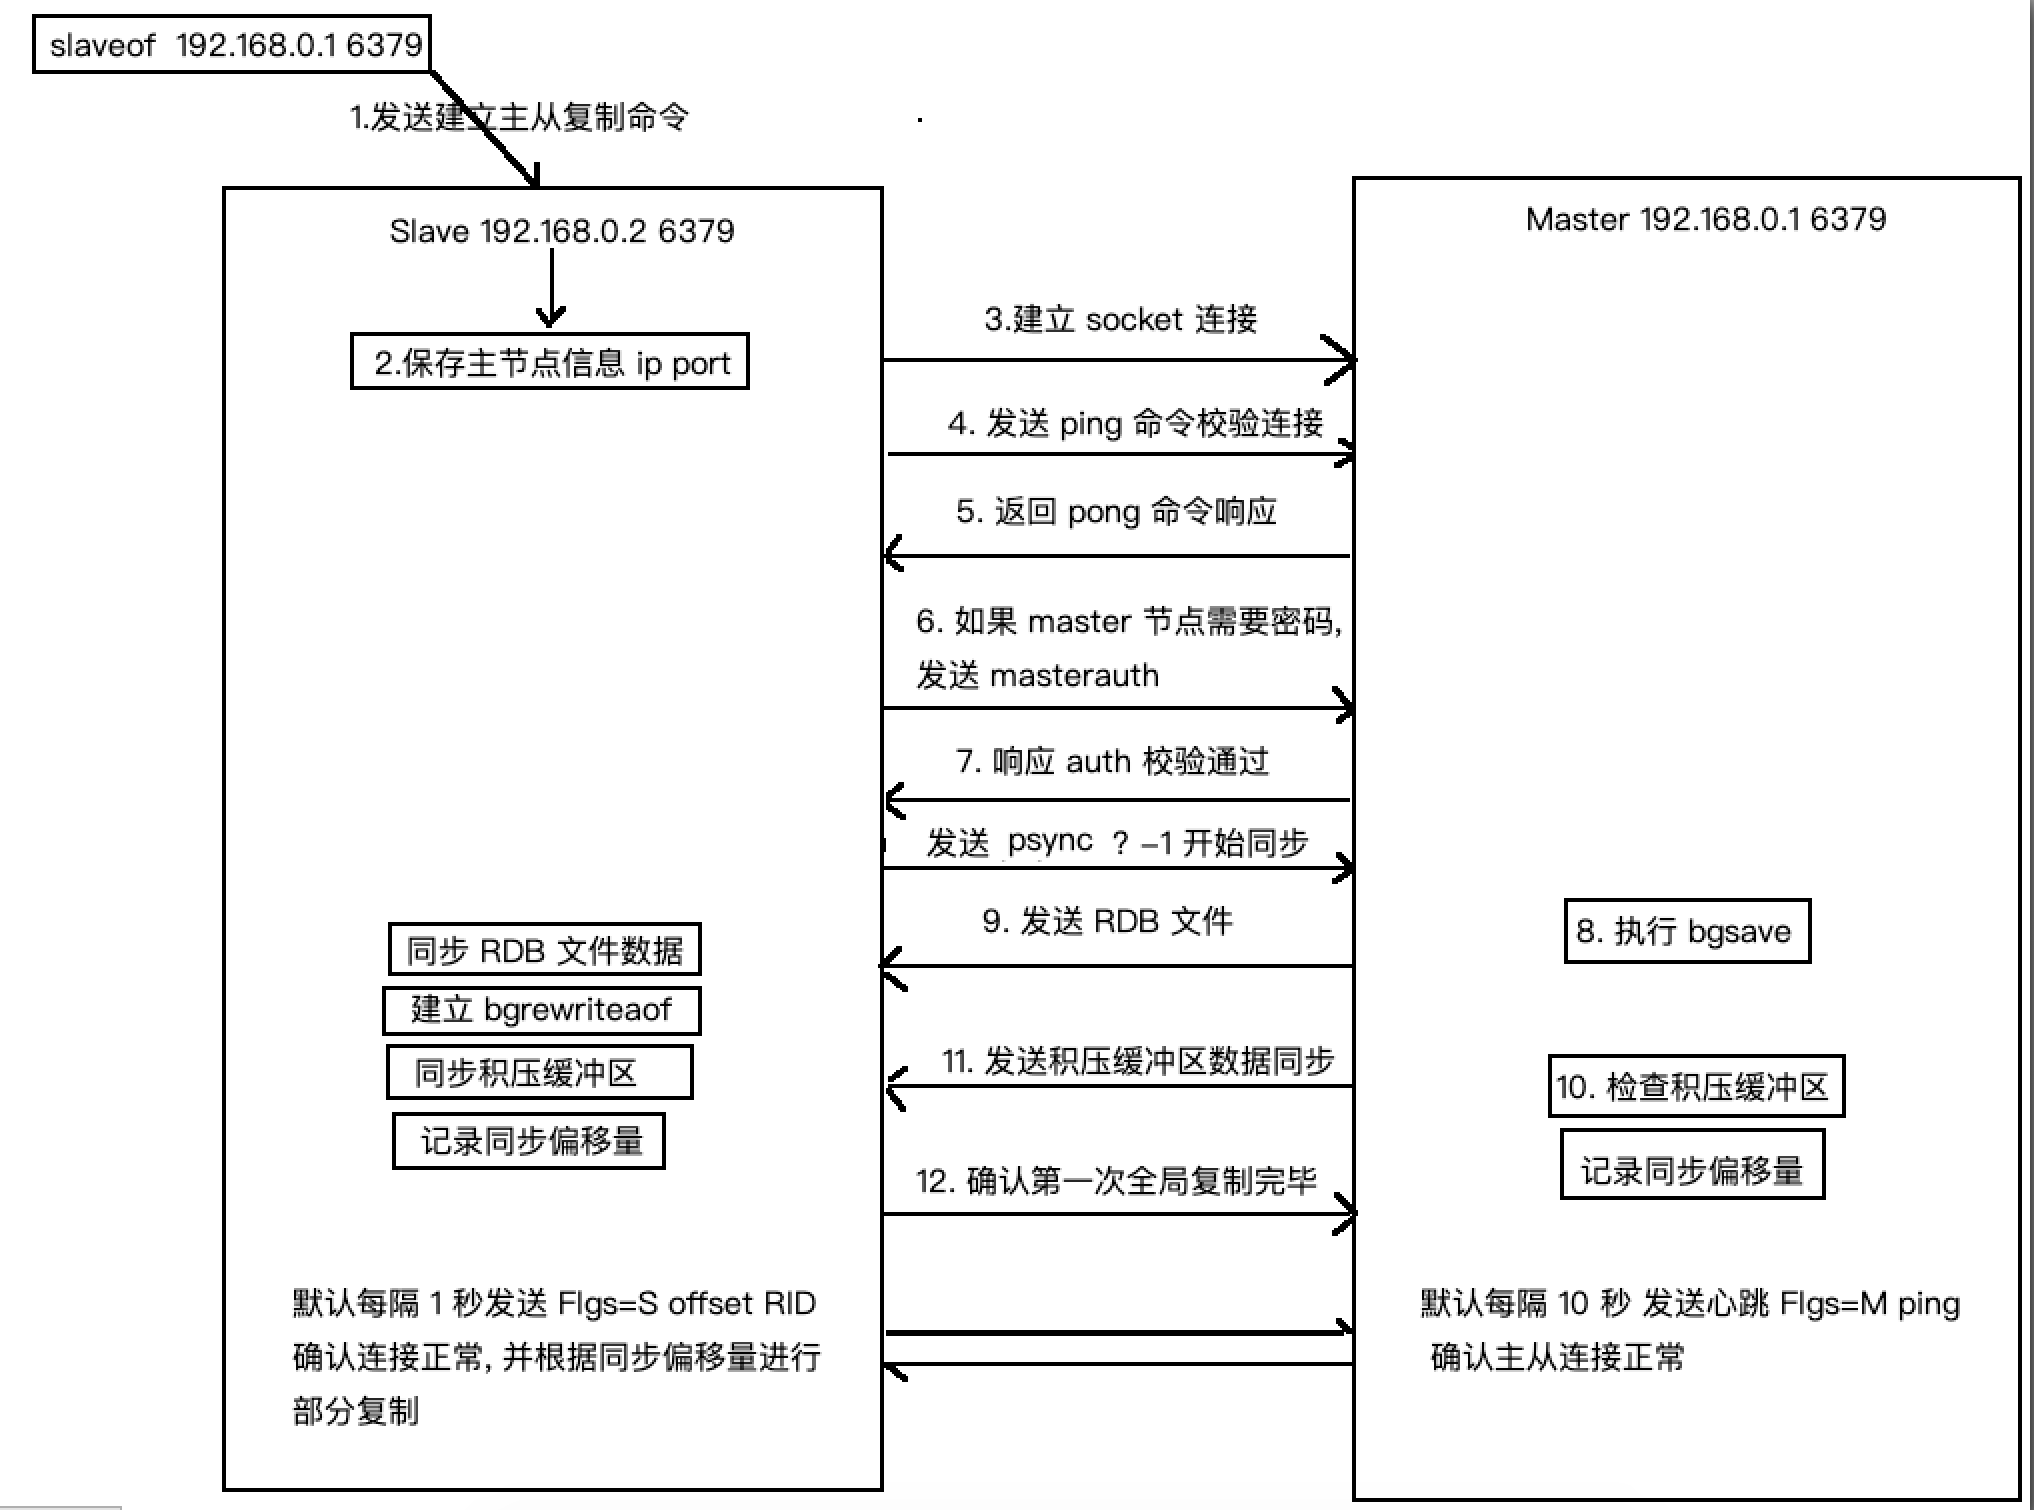 slaveof 192.168.0.1 6379
1.发送建立主从复制命令
Slave 192.168.0.2 6379
2.保存主节点信息 ip port
Master 192.168.0.1 6379
3.建立 socket 连接
4. 发送 ping 命令校验连接
5. 返回 pong 命令响应
6. 如果 master 节点需要密码,
发送 masterauth
7. 响应 auth 校验通过
发送 psync ? -1 开始同步
8. 执行 bgsave
9. 发送 RDB 文件
同步 RDB 文件数据
建立 bgrewriteaof
同步积压缓冲区
记录同步偏移量
10. 检查积压缓冲区
记录同步偏移量
11. 发送积压缓冲区数据同步
12. 确认第一次全局复制完毕
默认每隔 1 秒发送 Flgs=S offset RID
确认连接正常, 并根据同步偏移量进行
部分复制
默认每隔 10 秒 发送心跳 Flgs=M ping
确认主从连接正常